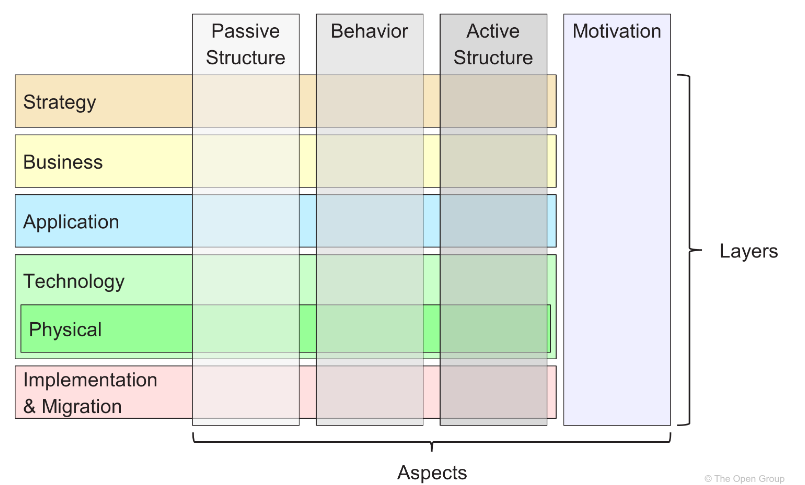 Passive
Structure
Behavior
Active
Structure
Motivation
Strategy
Business
Application
Technology
Physical
Implementation
& Migration
Layers
Aspects
© The Open Group